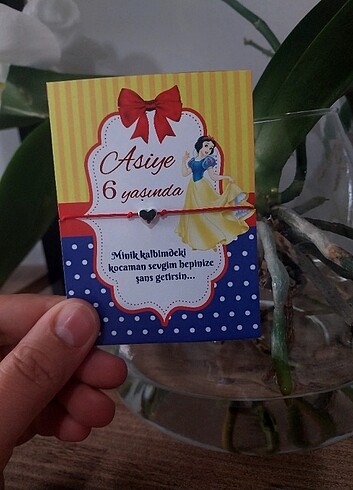 Asiye
6 yaşında
Minik kalbimdeki
kocaman sevgim hepinize
şans getirsin...